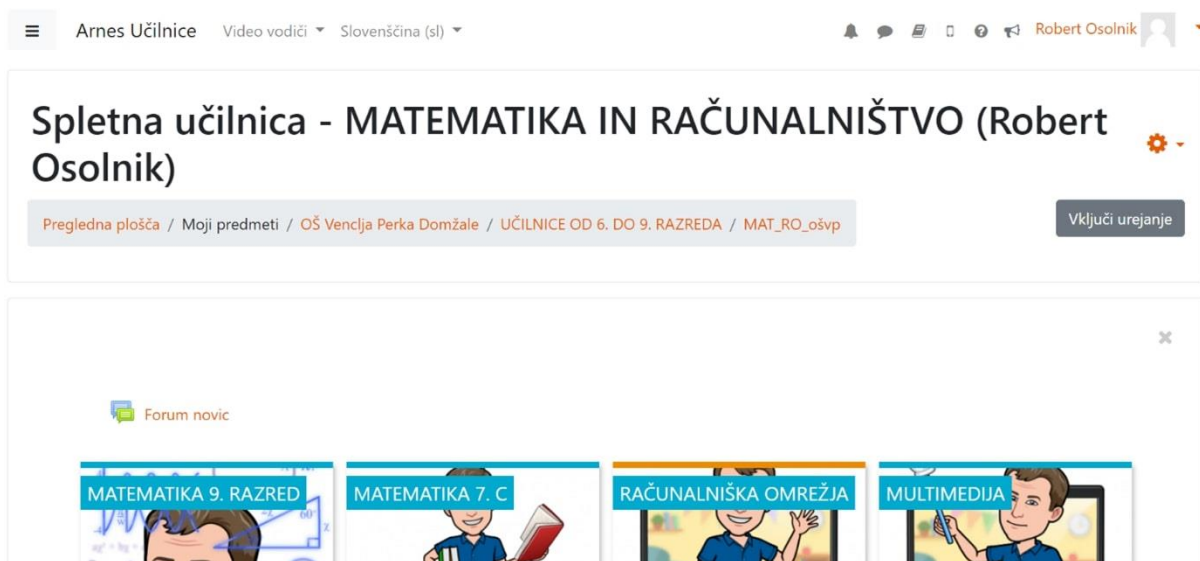 Arnes Učilnice Video vodiči Slovenščina (sl) Robert Osolnik
Spletna učilnica - MATEMATIKA IN RAČUNALNIŠTVO (Robert
Osolnik)
Pregledna plošča / Moji predmeti / OŠ Venclja Perka Domžale / UČILNICE OD 6. DO 9. RAZREDA / MAT_RO_ošvp
Vključi urejanje
Forum novic
MATEMATIKA 9. RAZRED
MATEMATIKA 7. C
RAČUNALNIŠKA OMREŽJA
MULTIMEDIJA
60°